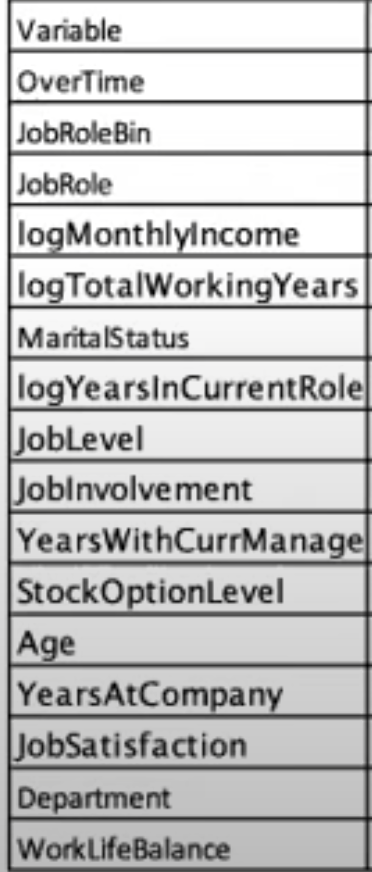 Variable
OverTime
JobRoleBin
JobRole
logMonthlyIncome
logTotalWorkingYears
MaritalStatus
logYearsInCurrentRole
JobLevel
JobInvolvement
YearsWithCurrManage
StockOptionLevel
Age
YearsAtCompany
JobSatisfaction
Department
WorkLifeBalance